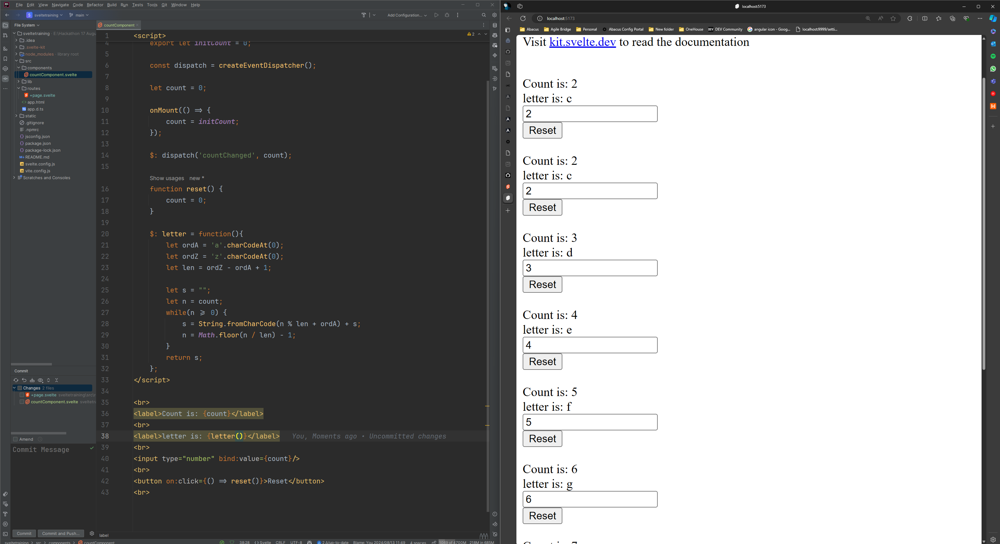 File Edit View Navigate Code Refactor Build Run Tests Tools Git Window Help
S sveltetraining main Add Configuration...
File System
sveltetraining E:\Hackathon 17 Augu
.idea
.svelte-kit
node_modules library root
src
components
countComponent.svelte
lib
routes
+page.svelte
app.html
app.d.ts
static
.gitignore
.npmrc
jsconfig.json
package.json
package-lock.json
README.md
svelte.config.js
vite.config.js
Scratches and Consoles
Commit
Changes 2 files
+page.svelte sveltetraining\src\r
countComponent.svelte sveltetra
Amend
Commit Message
Commit Commit and Push...
countComponent
2
1 <script>
4 export let initCount = 0;
5
6 const dispatch = createEventDispatcher();
7
8 let count = 0;
9
10 onMount(() => {
11 count = initCount;
12 });
13
14 $: dispatch('countChanged', count);
15
Show usages new *
16 function reset() {
17 count = 0;
18 }
19
20 $: letter = function(){
21 let ordA = 'a'.charCodeAt(0);
22 let ordZ = 'z'.charCodeAt(0);
23 let len = ordZ - ordA + 1;
24
25 let s = "";
26 let n = count;
27 while(n >= 0) {
28 s = String.fromCharCode(n % len + ordA) + s;
29 n = Math.floor(n / len) - 1;
30 }
31 return s;
32 };
33 </script>
34
35 <br>
36 <label>Count is: {count}</label>
37 <br>
38 <label>letter is: {letter()}</label> You, Moments ago • Uncommitted changes
39 <br>
40 <input type="number" bind:value={count}/>
41 <br>
42 <button on:click={() => reset()}>Reset</button>
43 <br>
label
sveltetraining > src > components > countComponent 38:28 { } Svelte CRLF UTF-8 2 Δ/up-to-date Blame: You 2024/08/13 11:49 4 spaces 1069 of 4700M 218M in 685M
localhost:5173
localhost:5173
Abacus Agile Bridge Personal Abacus Config Portal New folder OneHouse DEV Community angular icon - Goog... localhost:9999/setti...
Visit kit.svelte.dev to read the documentation
Count is: 2
letter is: c
2
Reset
Count is: 2
letter is: c
2
Reset
Count is: 3
letter is: d
3
Reset
Count is: 4
letter is: e
4
Reset
Count is: 5
letter is: f
5
Reset
Count is: 6
letter is: g
6
Reset